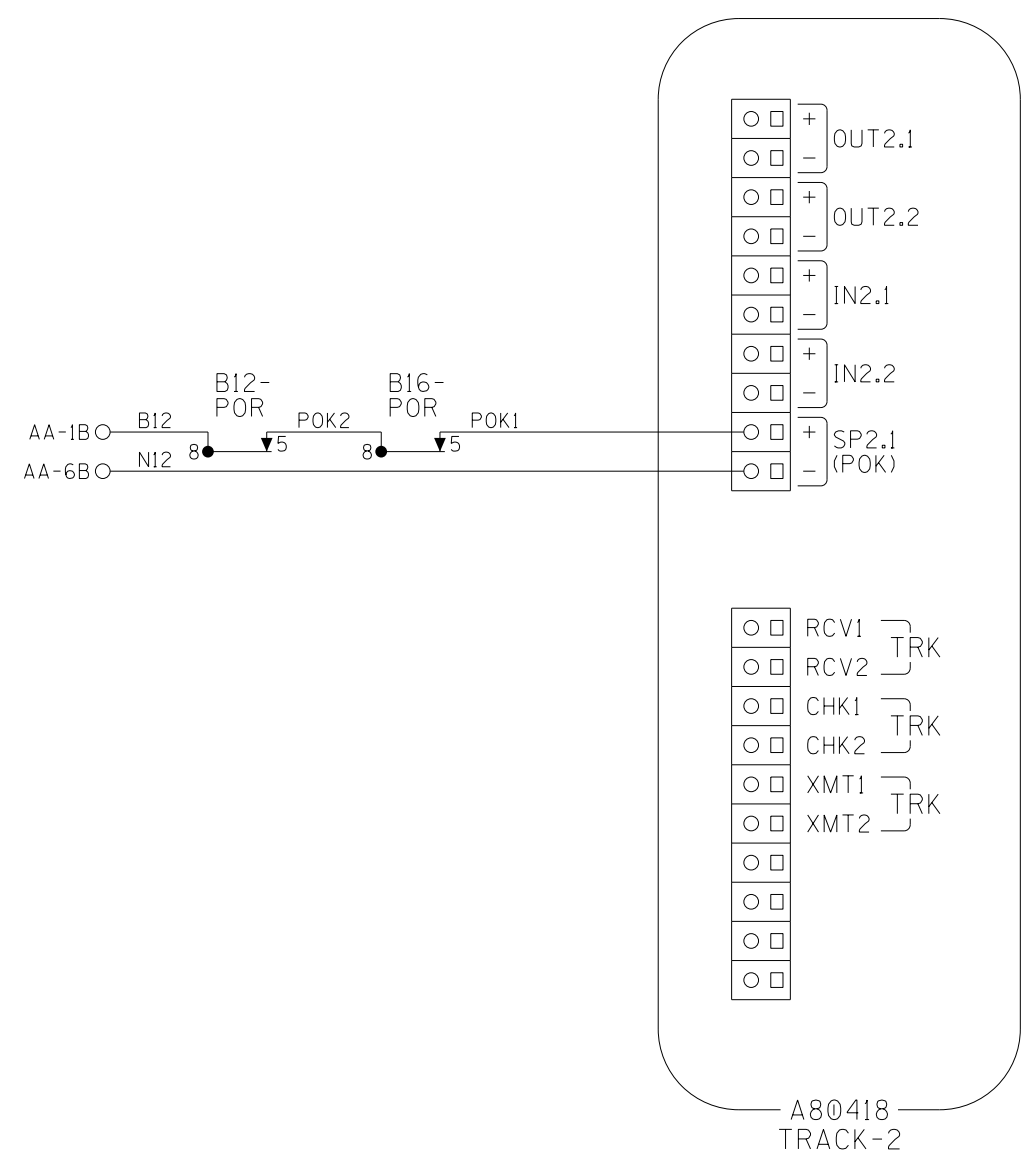 +
OUT2.1
−
+
OUT2.2
−
+
IN2.1
−
+
IN2.2
−
B12-
POR
B16-
POR
AA-1B
B12
8
5
POK2
8
5
POK1
+
SP2.1
(POK)
−
AA-6B
N12
RCV1
RCV2
TRK
CHK1
CHK2
TRK
XMT1
XMT2
TRK
A80418
TRACK-2